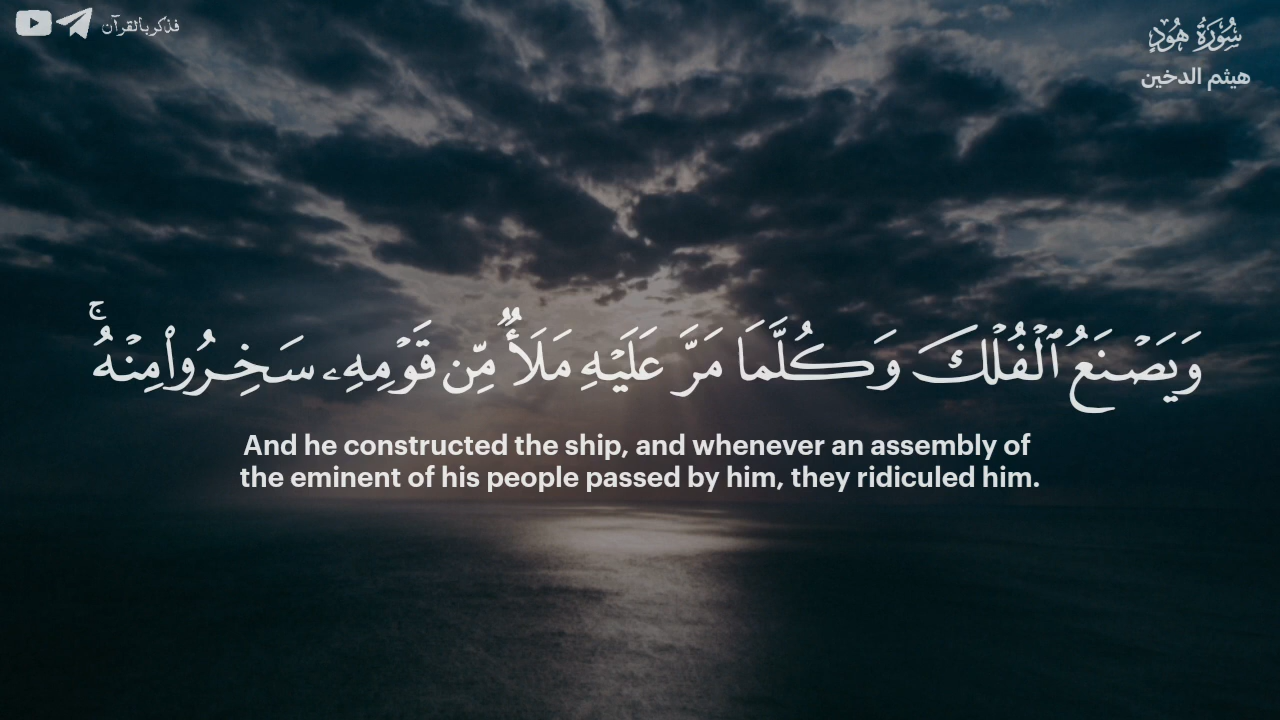 فذكر بالقرآن
سُورَةُ هُودٍ
هيثم الدخين
وَيَصْنَعُ ٱلْفُلْكَ وَكُلَّمَا مَرَّ عَلَيْهِ مَلَأٌ مِّن قَوْمِهِۦ سَخِرُوا۟ مِنْهُ ۚ
And he constructed the ship, and whenever an assembly of
the eminent of his people passed by him, they ridiculed him.